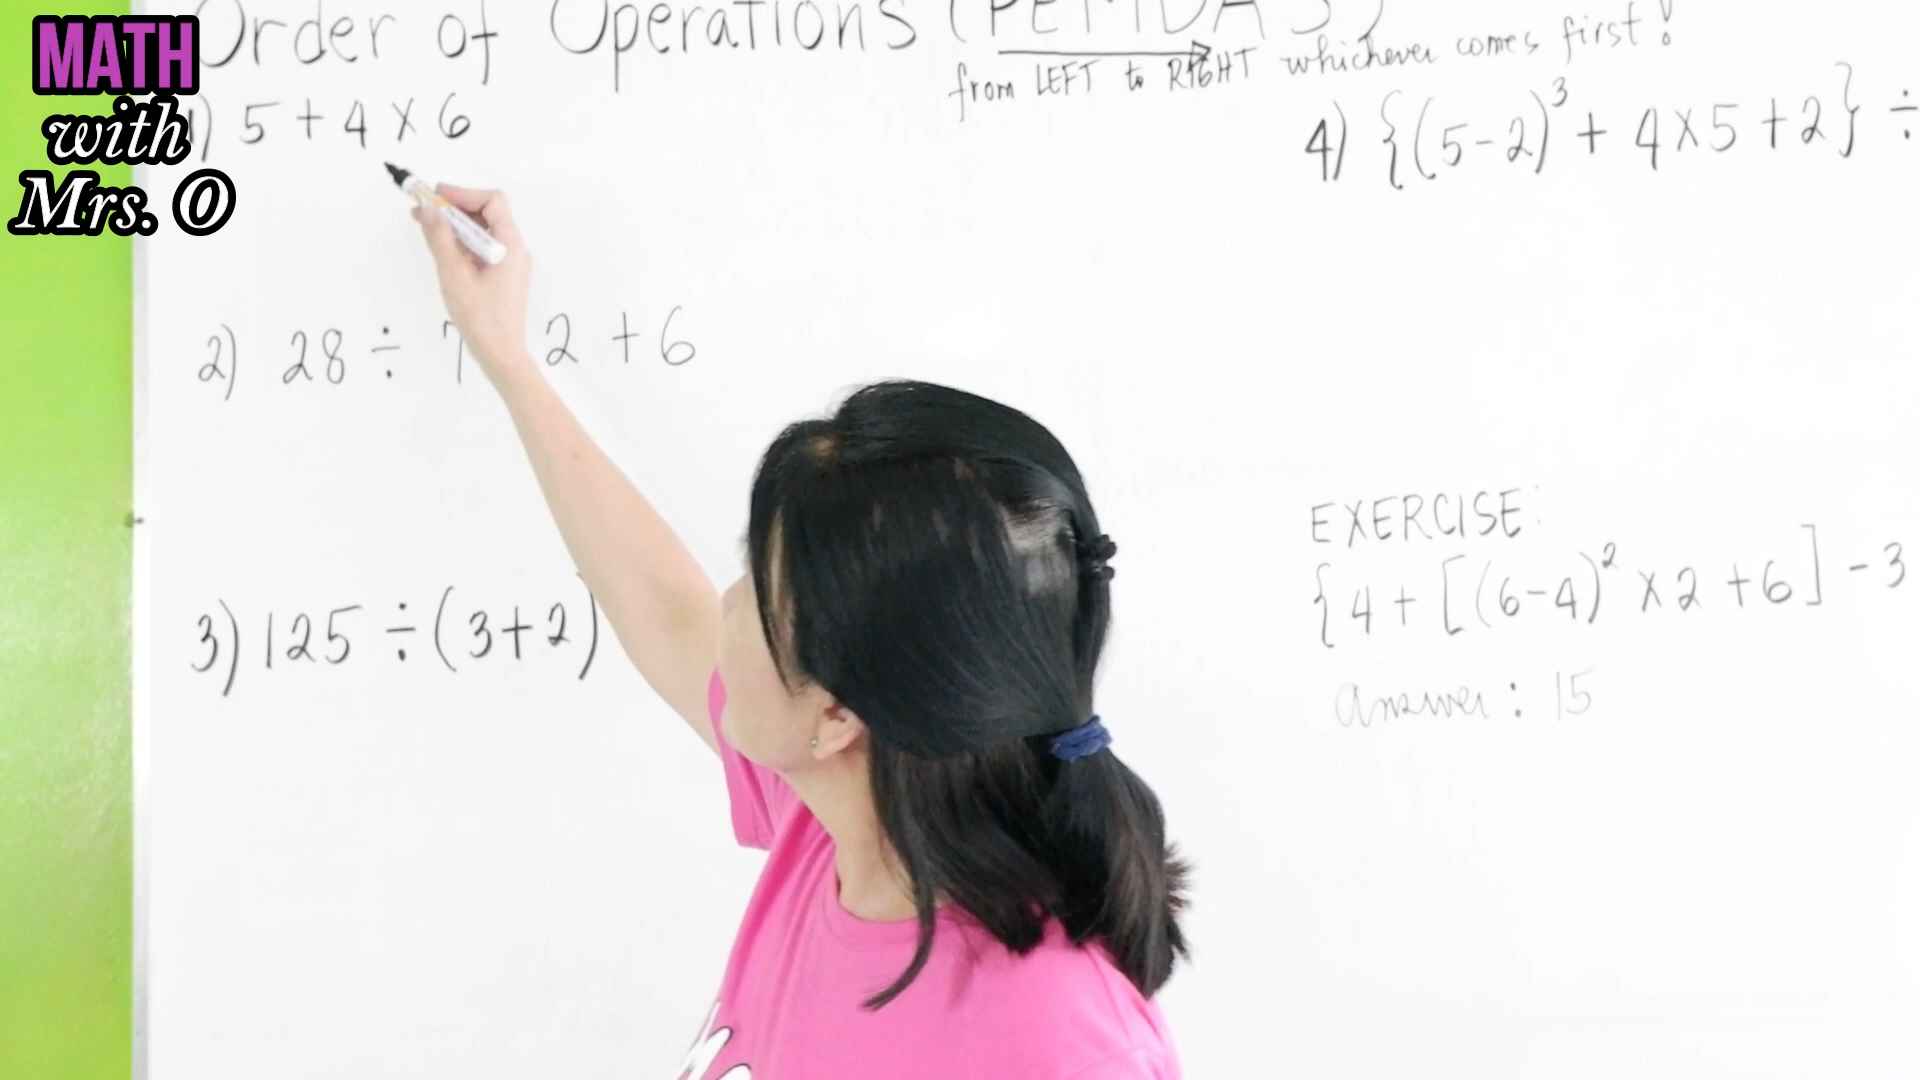 MATH
with
Mrs. O
Order of Operations (PEMDAS)
from LEFT to RIGHT whichever comes first!
1) 5 + 4 x 6
2) 28 ÷ 7 2 + 6
3) 125 ÷ (3+2)
4) {(5-2)³ + 4x5 + 2} ÷
EXERCISE:
{4 + [(6-4)² x 2 + 6] - 3
Answer: 15